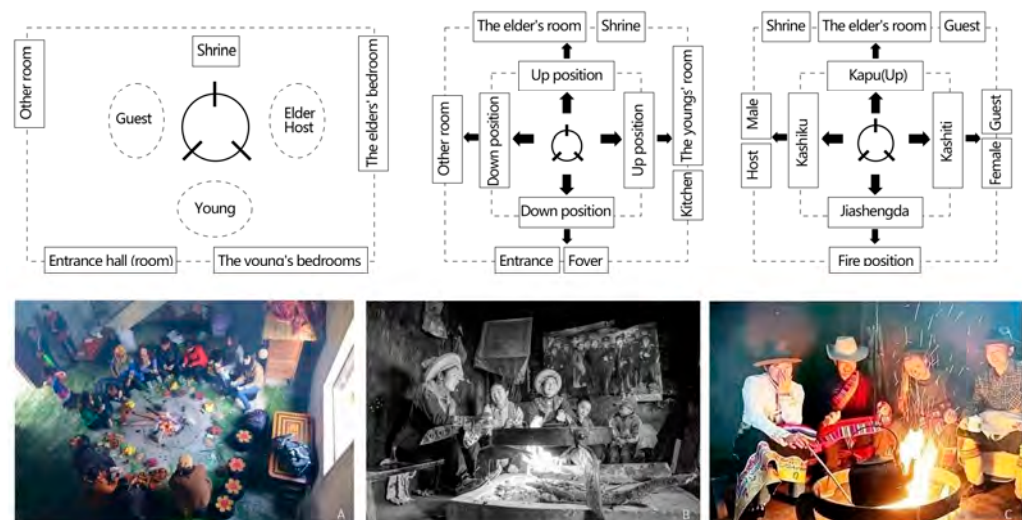 Shrine
Other room
Guest
Elder
Host
The elders' bedroom
Young
Entrance hall (room)
The young's bedrooms
The elder's room
Shrine
Up position
Other room
Down position
Up position
The youngs' room
Kitchen
Down position
Entrance
Foyer
Shrine
The elder's room
Guest
Kapu(Up)
Male
Host
Kashiku
Kashiti
Guest
Female
Jiashengda
Fire position
A
B
C